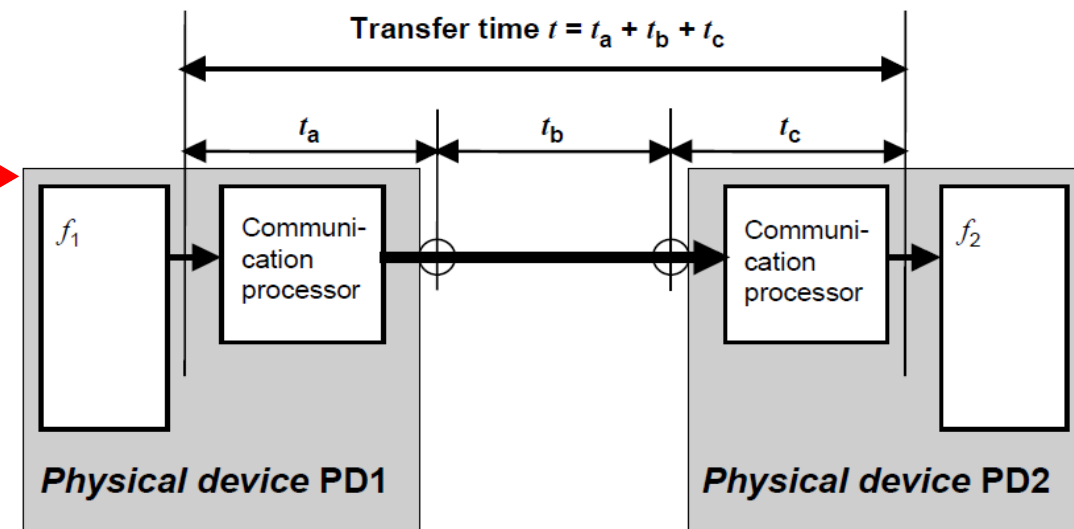 Transfer time t = ta + tb + tc
ta
tb
tc
f1
Communi-
cation
processor
Communi-
cation
processor
f2
Physical device PD1
Physical device PD2